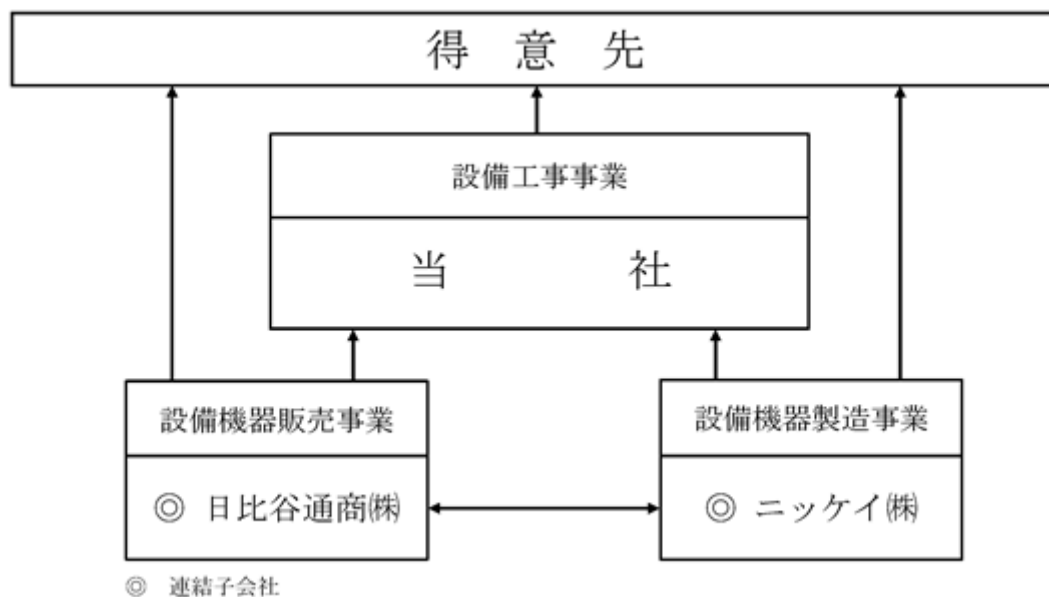 得 意 先
設備工事事業
当 社
設備機器販売事業
設備機器製造事業
◎ 日比谷通商㈱
◎ ニッケイ㈱
◎ 連結子会社